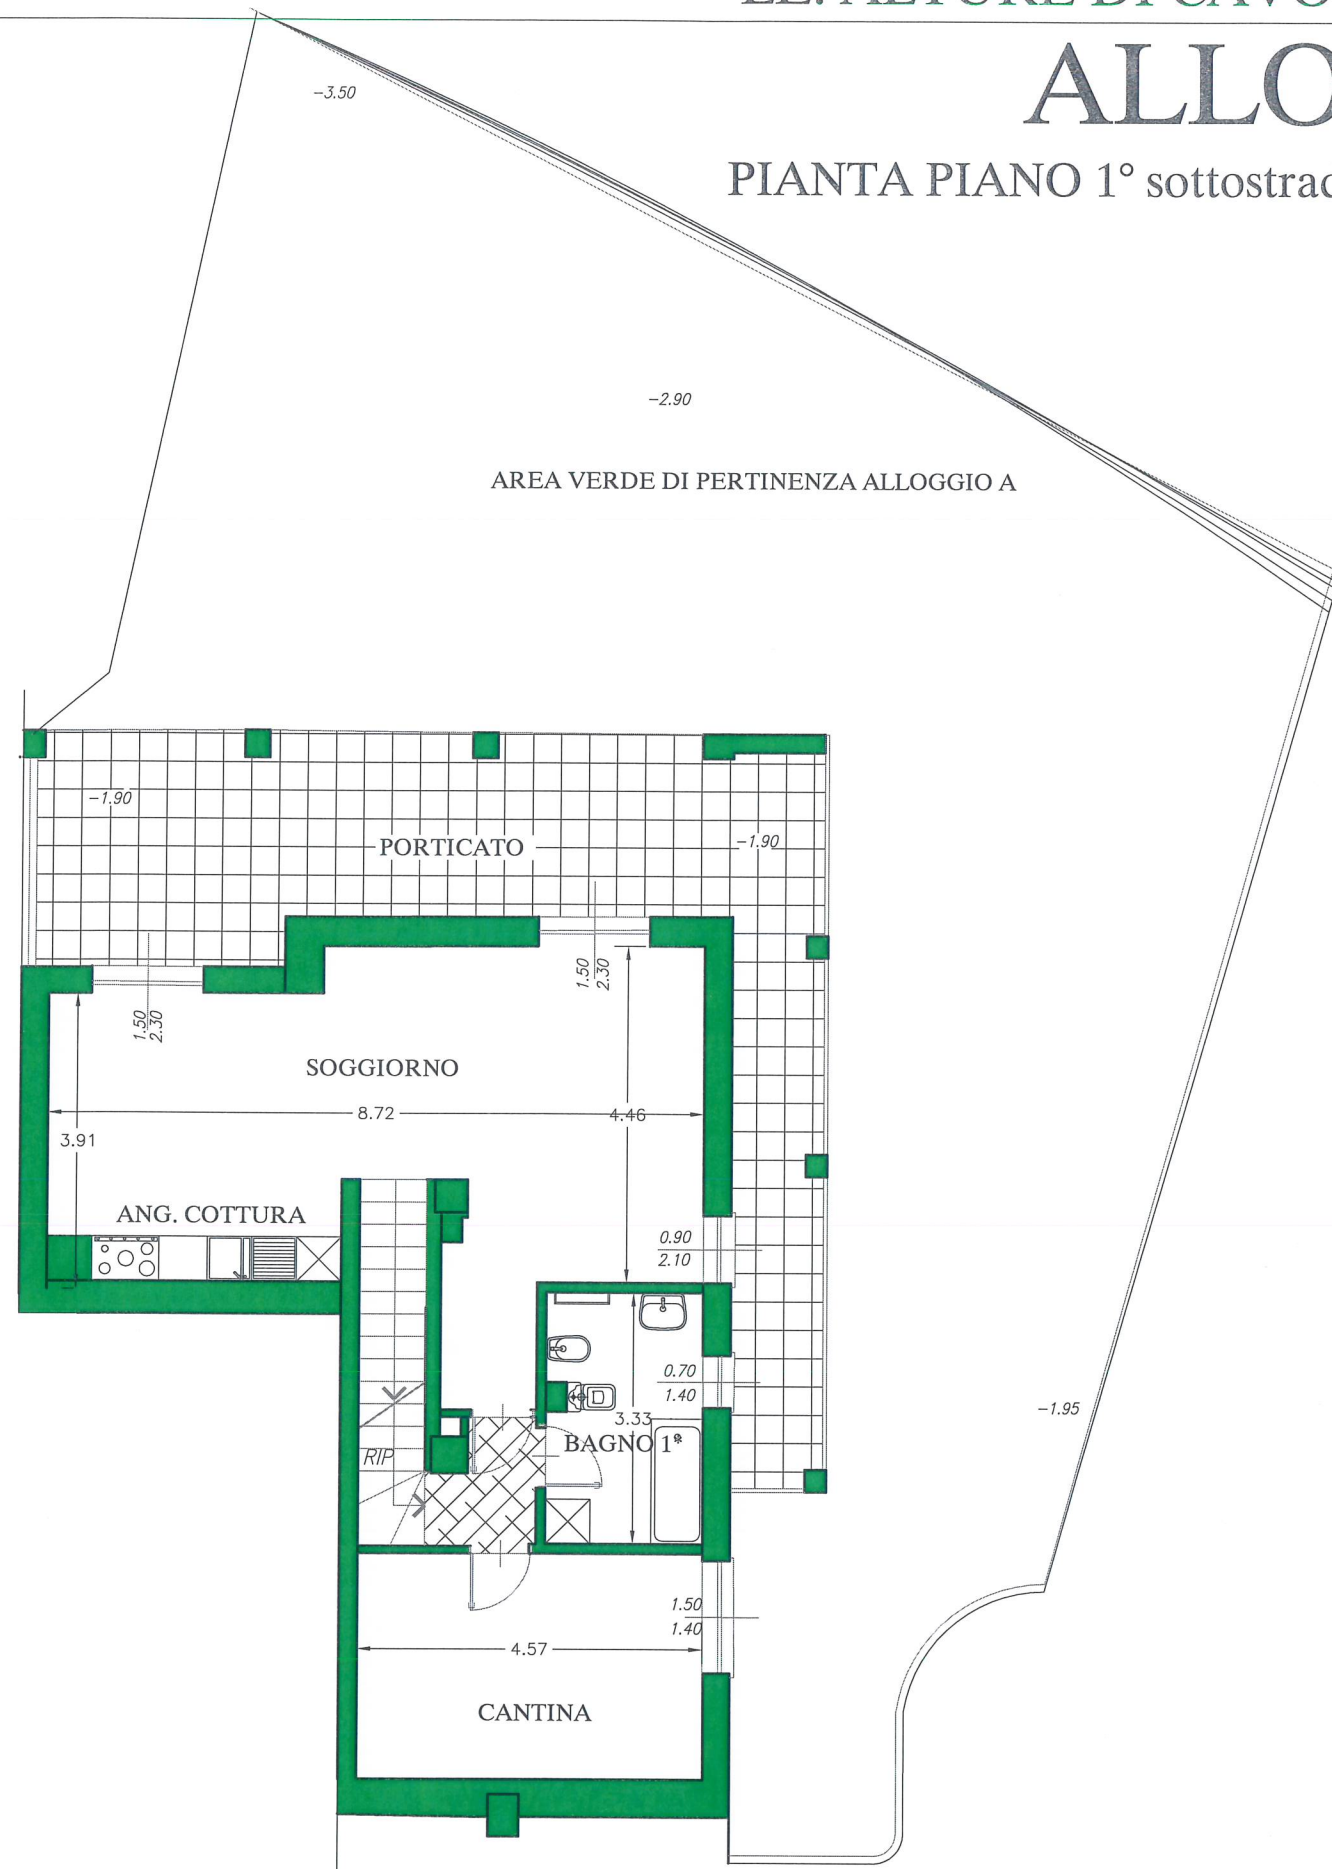 ALLO
PIANTA PIANO 1° sottostrad
-3.50
-2.90
AREA VERDE DI PERTINENZA ALLOGGIO A
-1.90
PORTICATO
-1.90
1.50
2.30
1.50
2.30
SOGGIORNO
8.72
4.46
3.91
ANG. COTTURA
0.90
2.10
0.70
1.40
3.33
BAGNO 1°
RIP
-1.95
1.50
1.40
4.57
CANTINA